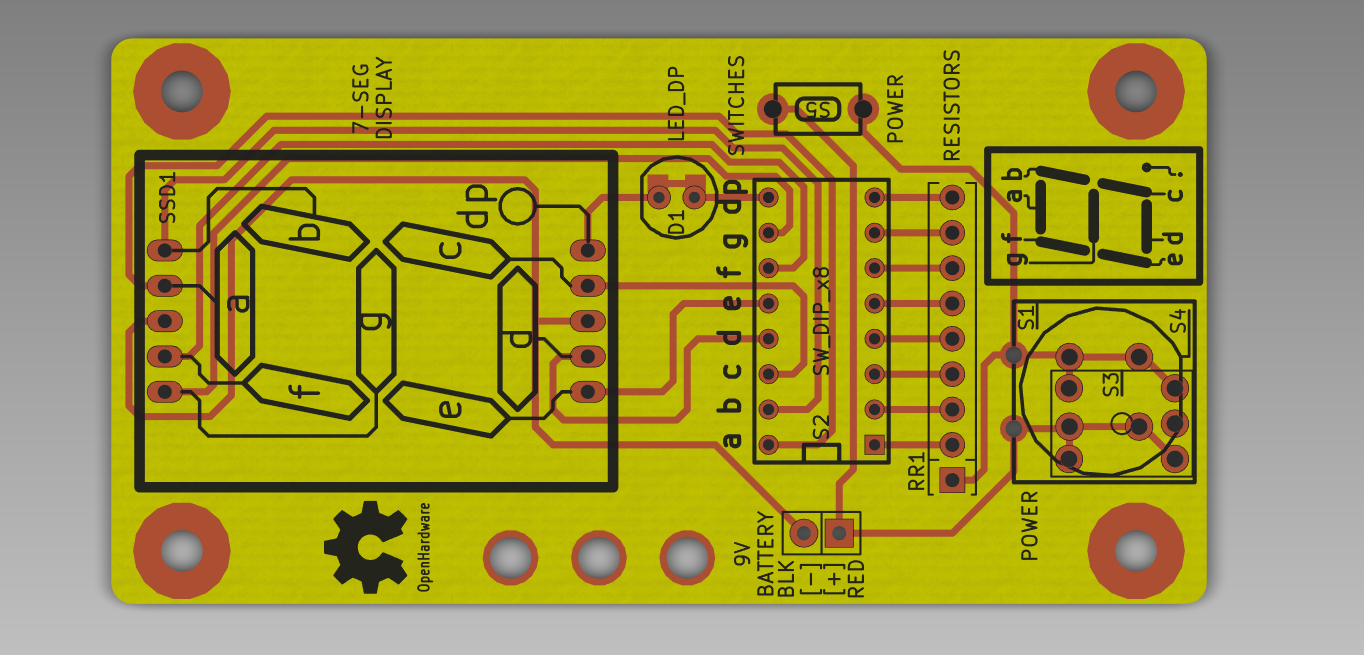 7-SEG
DISPLAY
LED_DP
SWITCHES
S5
POWER
RESISTORS
SSD1
a
b
c
d
e
f
g
dp
D1
dp
g
f
e
d
c
b
a
SW_DIP_x8
S2
RR1
a b
c .
g f
e d
S1
S4
S3
POWER
OpenHardware
9V
BATTERY
BLK
[-]
[+]
RED